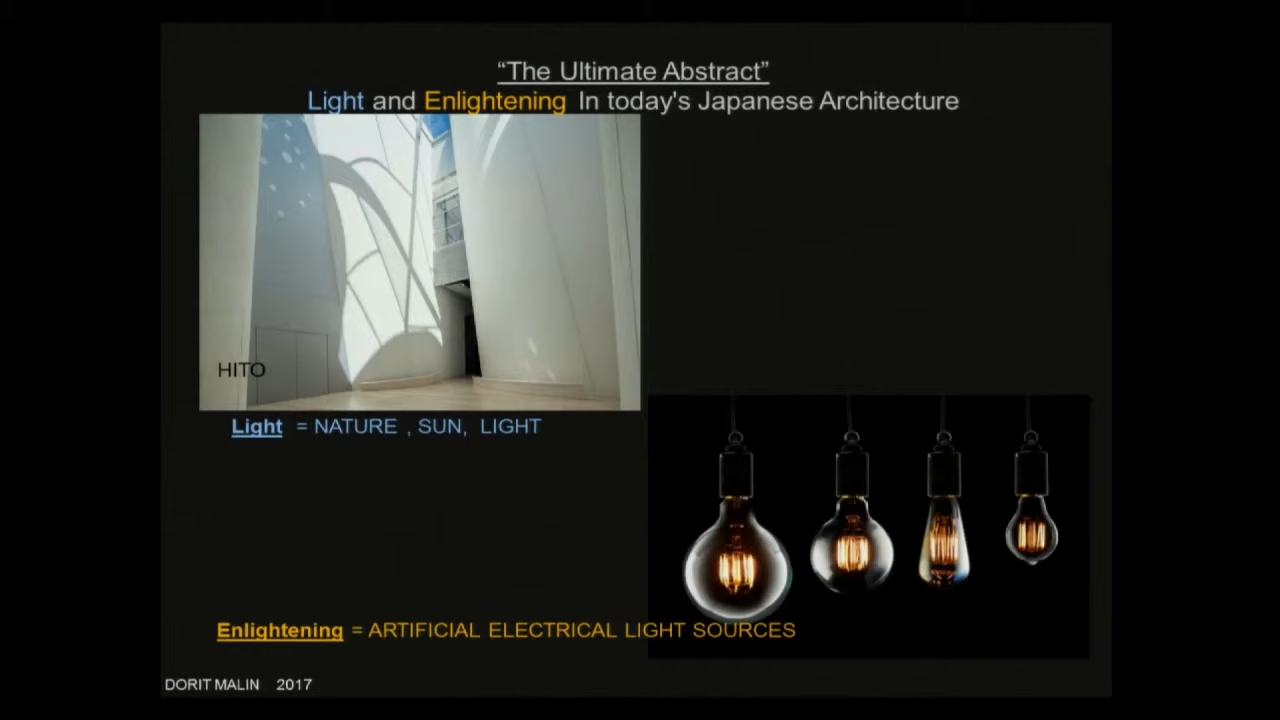 “The Ultimate Abstract”
Light and Enlightening In today's Japanese Architecture
HITO
Light = NATURE , SUN, LIGHT
Enlightening = ARTIFICIAL ELECTRICAL LIGHT SOURCES
DORIT MALIN 2017